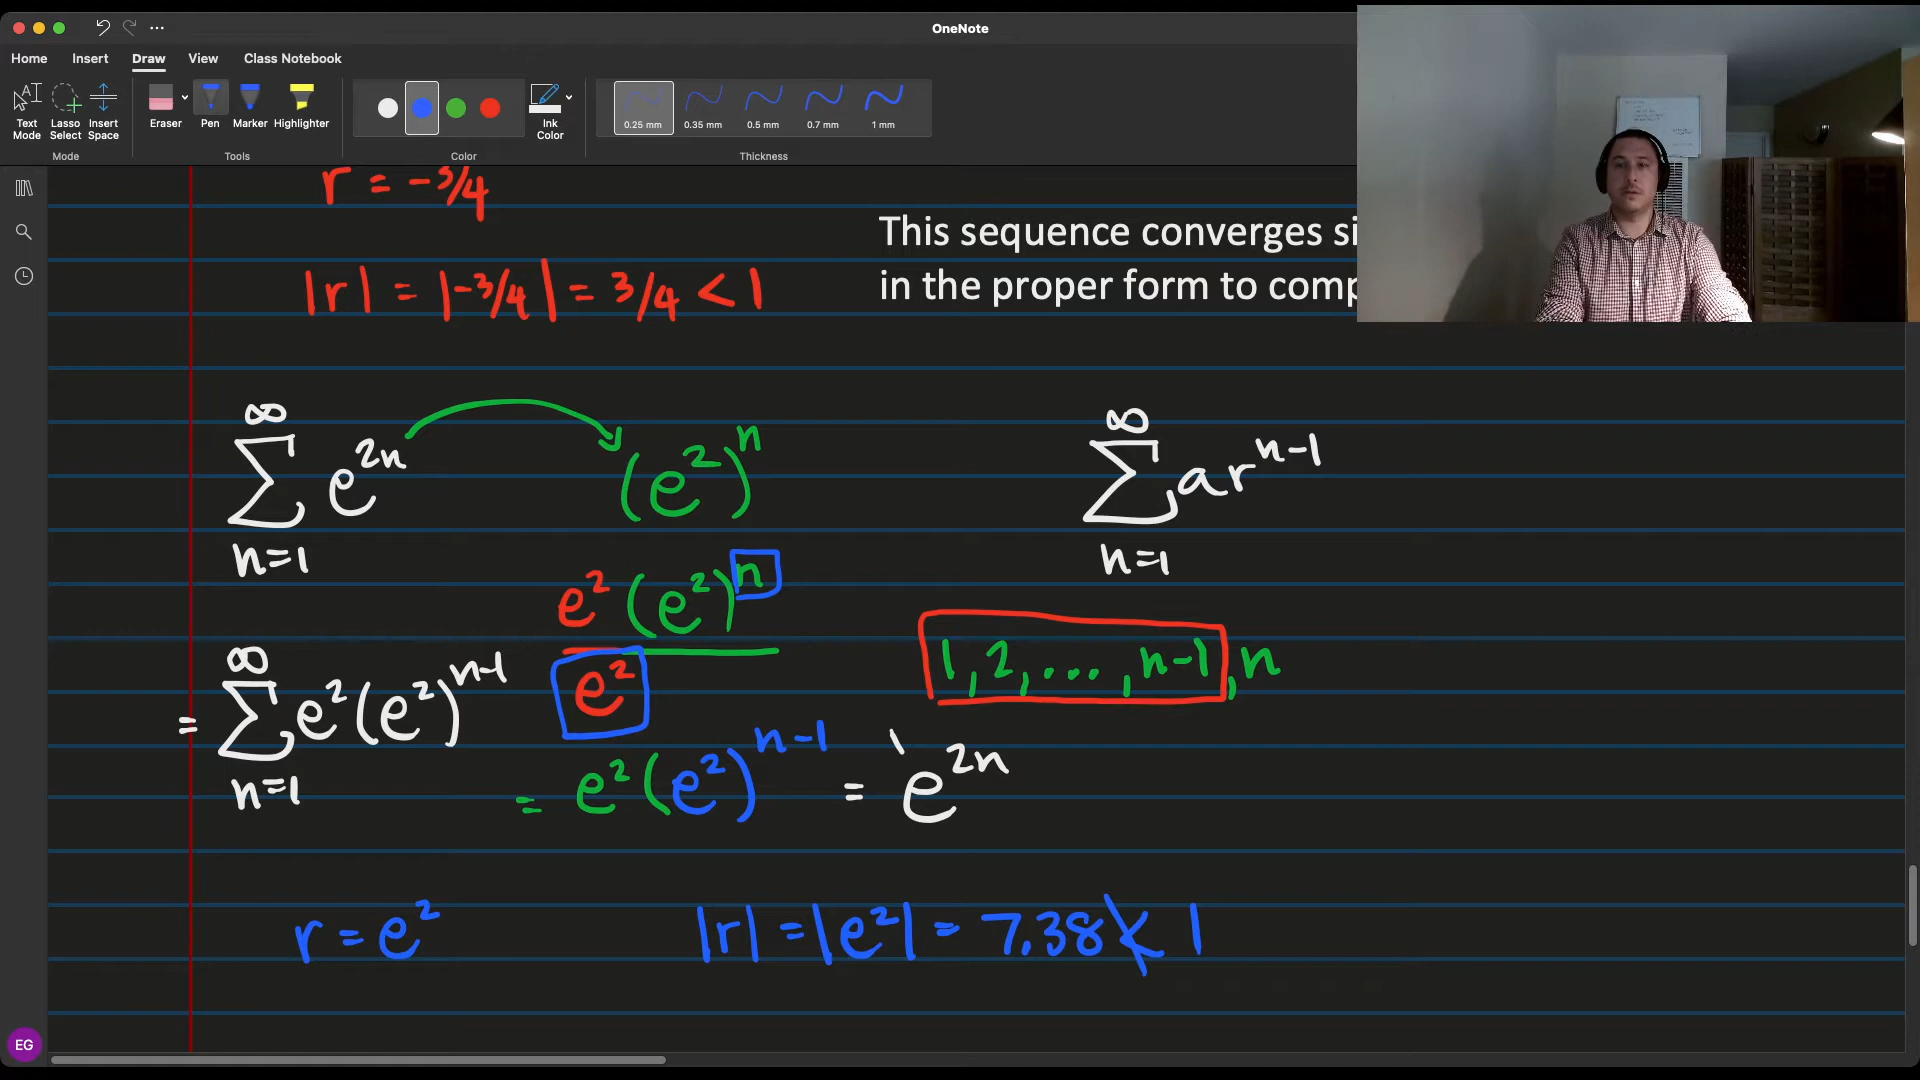 OneNote
Home Insert Draw View Class Notebook
Text Mode Lasso Select Insert Space Eraser Pen Marker Highlighter Ink Color 0.25 mm 0.35 mm 0.5 mm 0.7 mm 1 mm
Mode Tools Color Thickness
r = -3/4
This sequence converges si
in the proper form to comp
|r| = |-3/4| = 3/4 < 1
∞ ∑ n=1 e^{2n} (e^2)^n
∞ ∑ n=1 ar^{n-1}
e^2 (e^2)^n
e^2
1, 2, ..., n-1, n
= ∞ ∑ n=1 e^2 (e^2)^{n-1}
= e^2 (e^2)^{n-1} = e^{2n}
r = e^2 |r| = |e^2| = 7.38 ≮ 1
EG